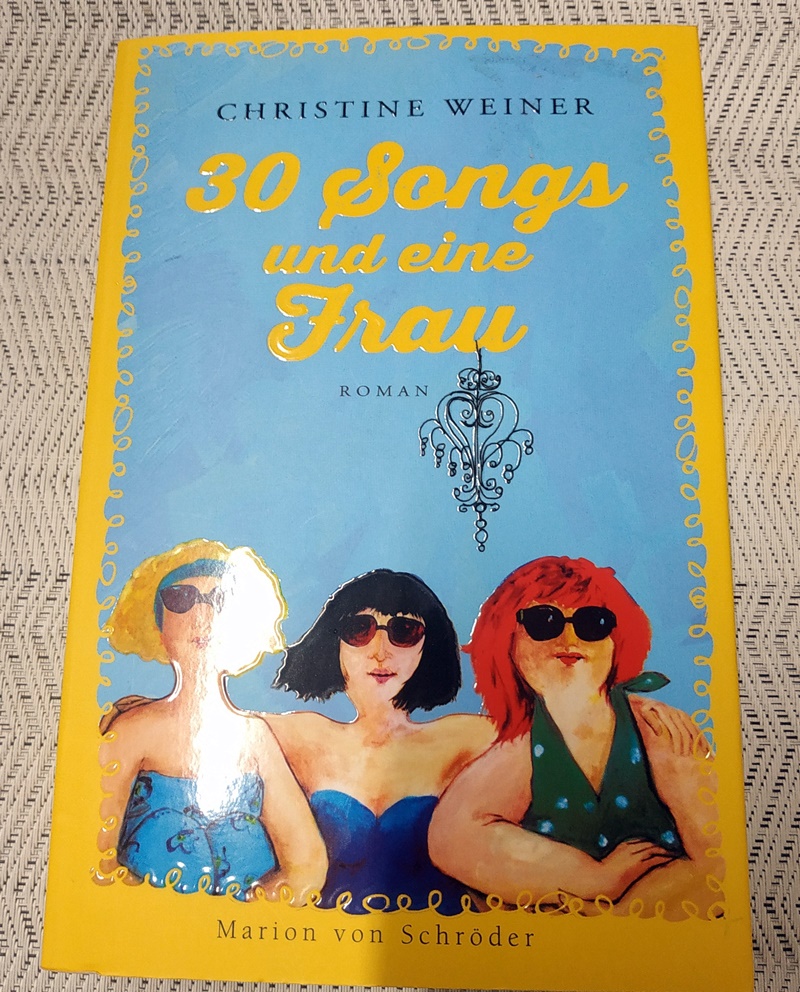 CHRISTINE WEINER
30 Songs
und eine
Frau
ROMAN
Marion von Schröder